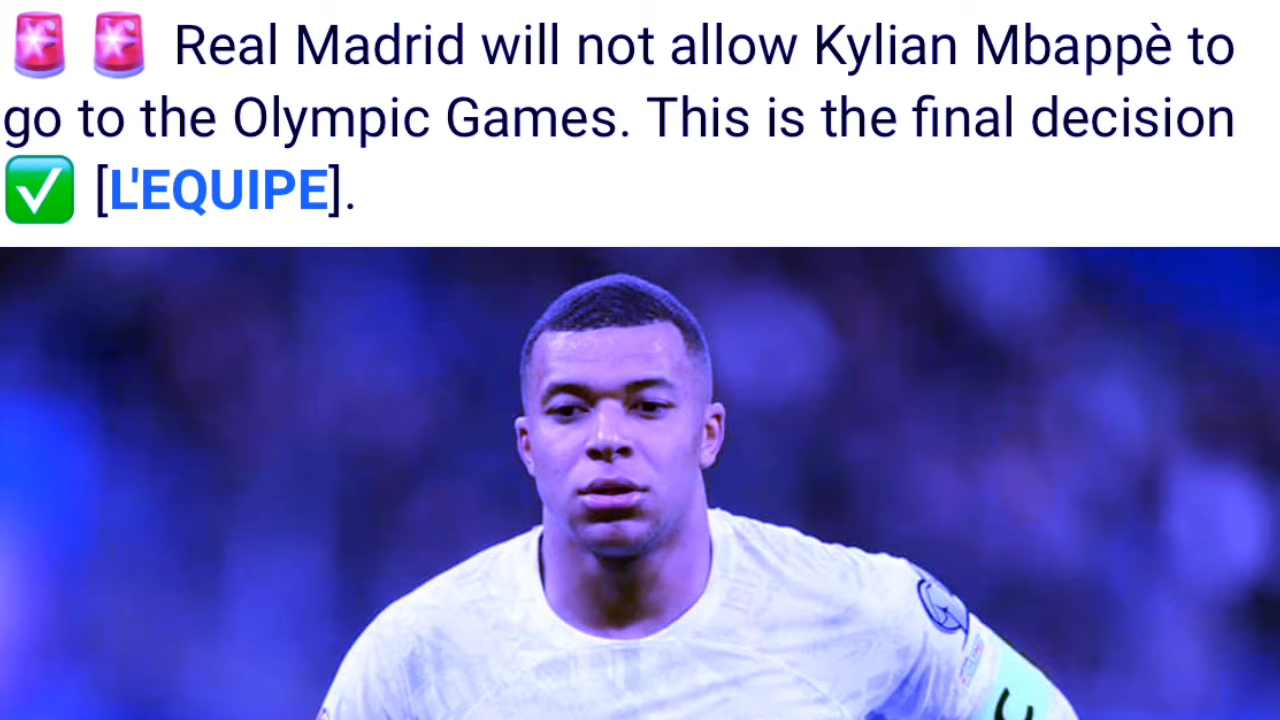 🚨 🚨 Real Madrid will not allow Kylian Mbappè to
go to the Olympic Games. This is the final decision
✅ [L'EQUIPE].